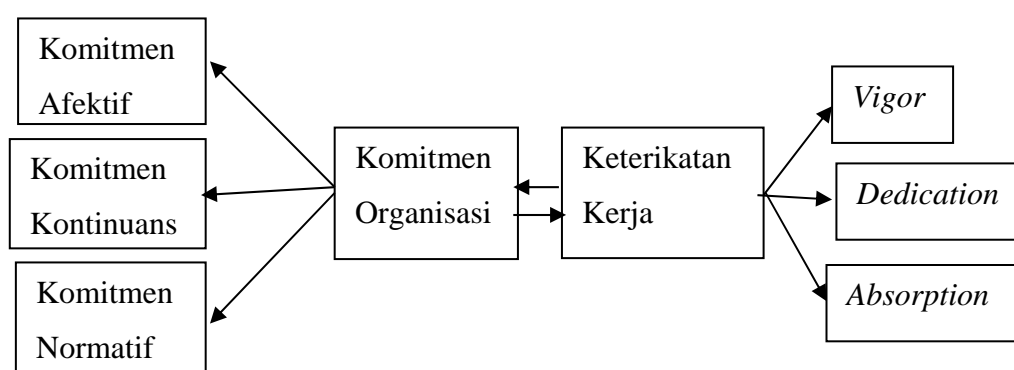 Komitmen
Afektif
Komitmen
Kontinuans
Komitmen
Normatif
Komitmen
Organisasi
Keterikatan
Kerja
Vigor
Dedication
Absorption